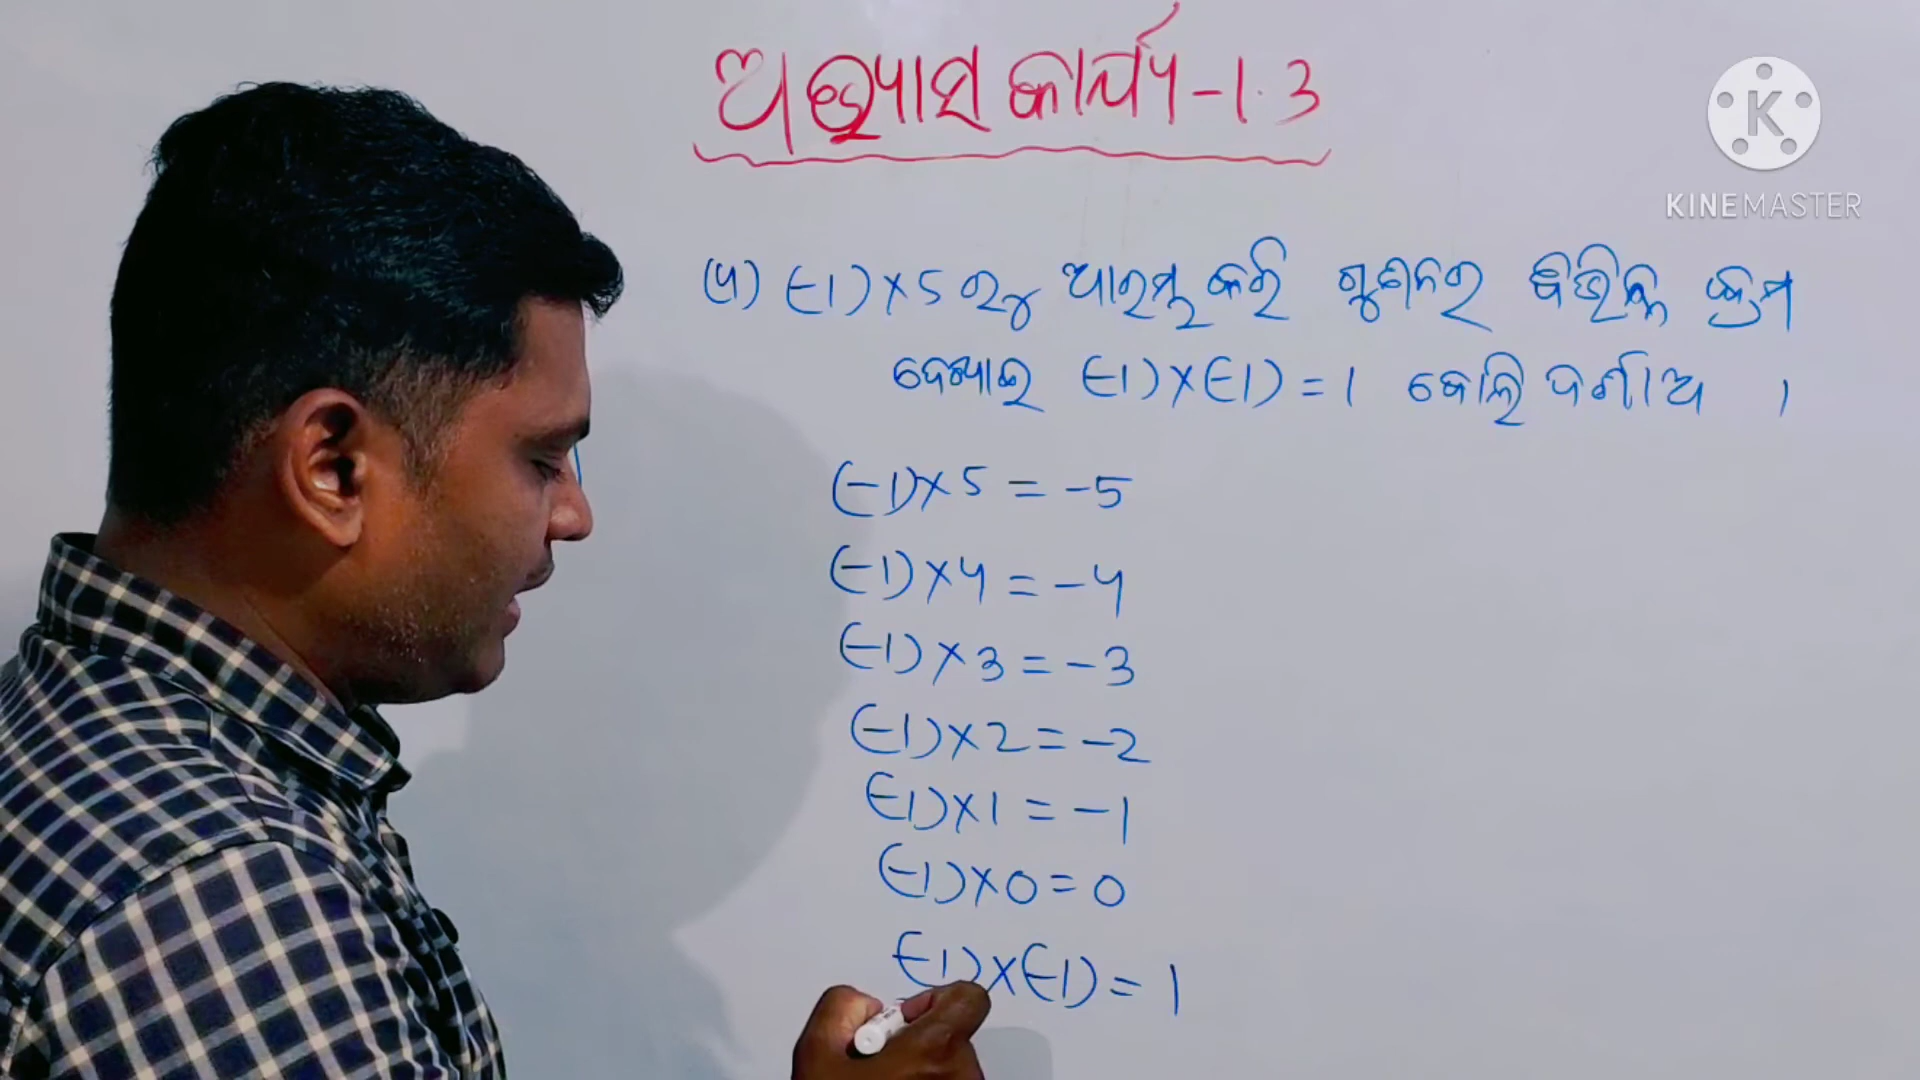 ଅଭ୍ୟାସ କାର୍ଯ୍ୟ - 1.3
K
KINEMASTER
(୪) (-1) × 5 ରୁ ଆରମ୍ଭ କରି ଗୁଣନର ବିଭିନ୍ନ କ୍ରମ
ଦେଖାଇ (-1) × (-1) = 1 ବୋଲି ଦର୍ଶାଅ ।
(-1) × 5 = -5
(-1) × 4 = -4
(-1) × 3 = -3
(-1) × 2 = -2
(-1) × 1 = -1
(-1) × 0 = 0
(-1) × (-1) = 1